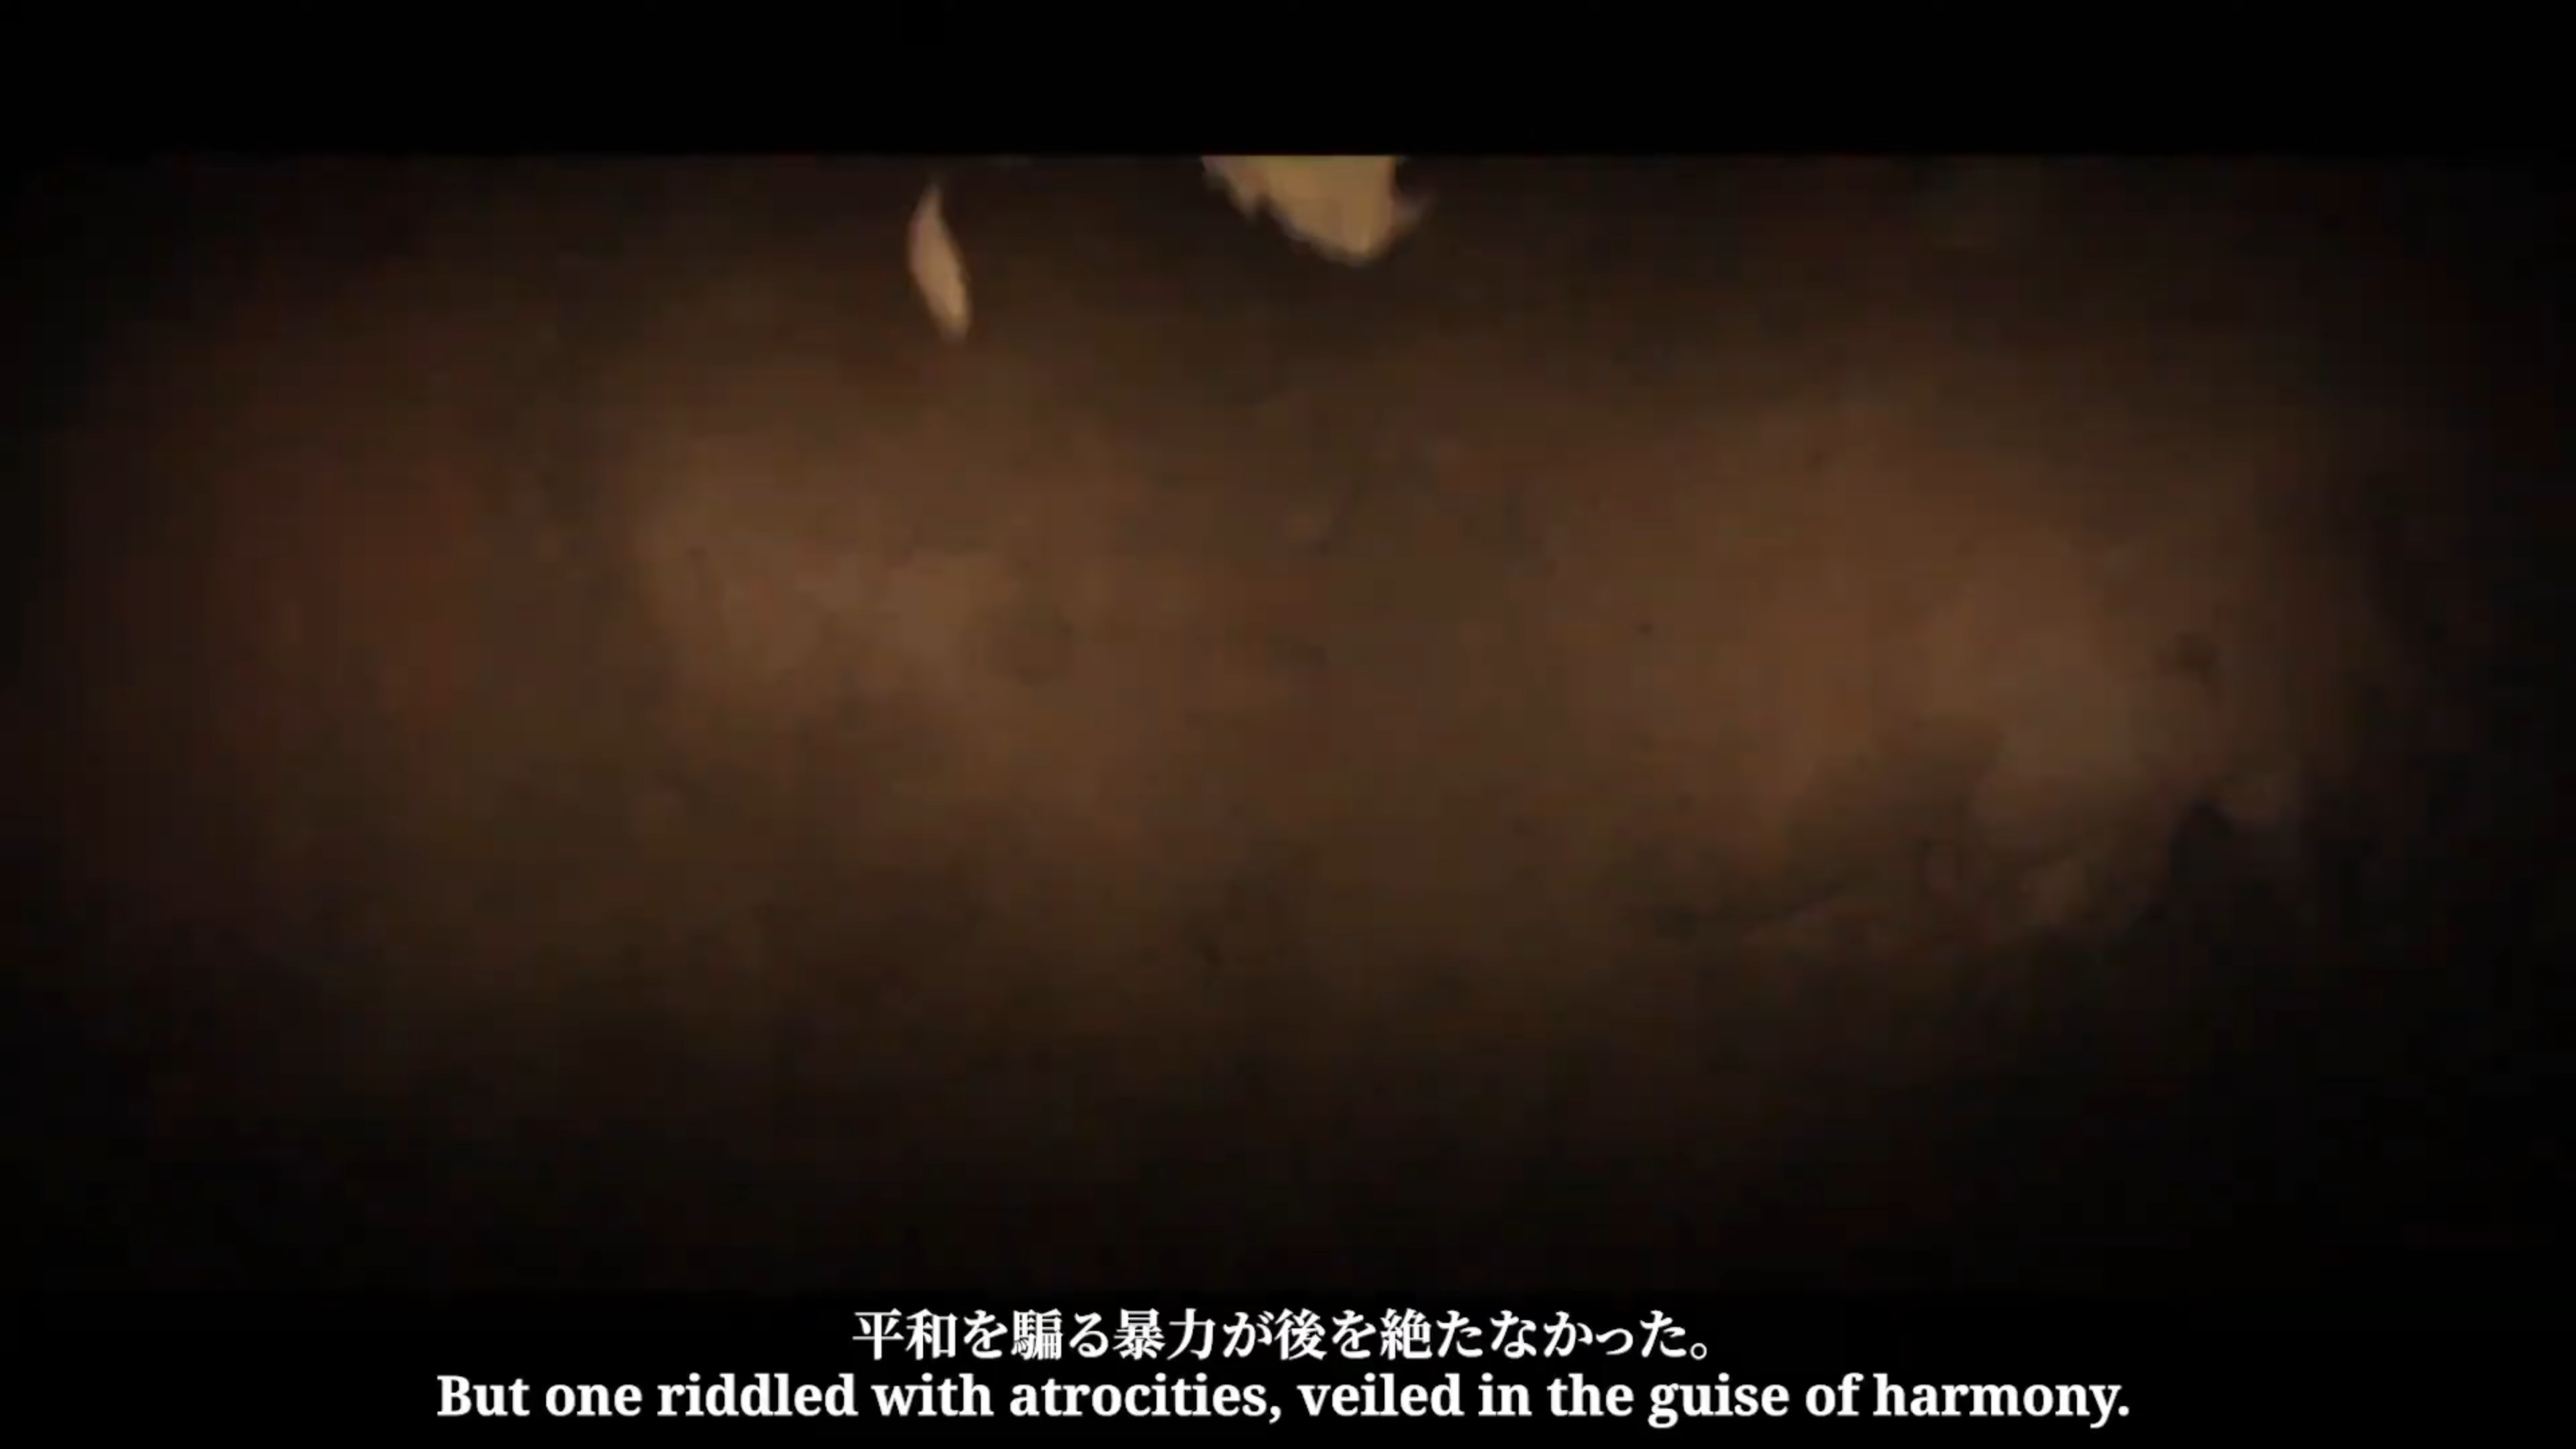 平和を騙る暴力が後を絶たなかった。
But one riddled with atrocities, veiled in the guise of harmony.